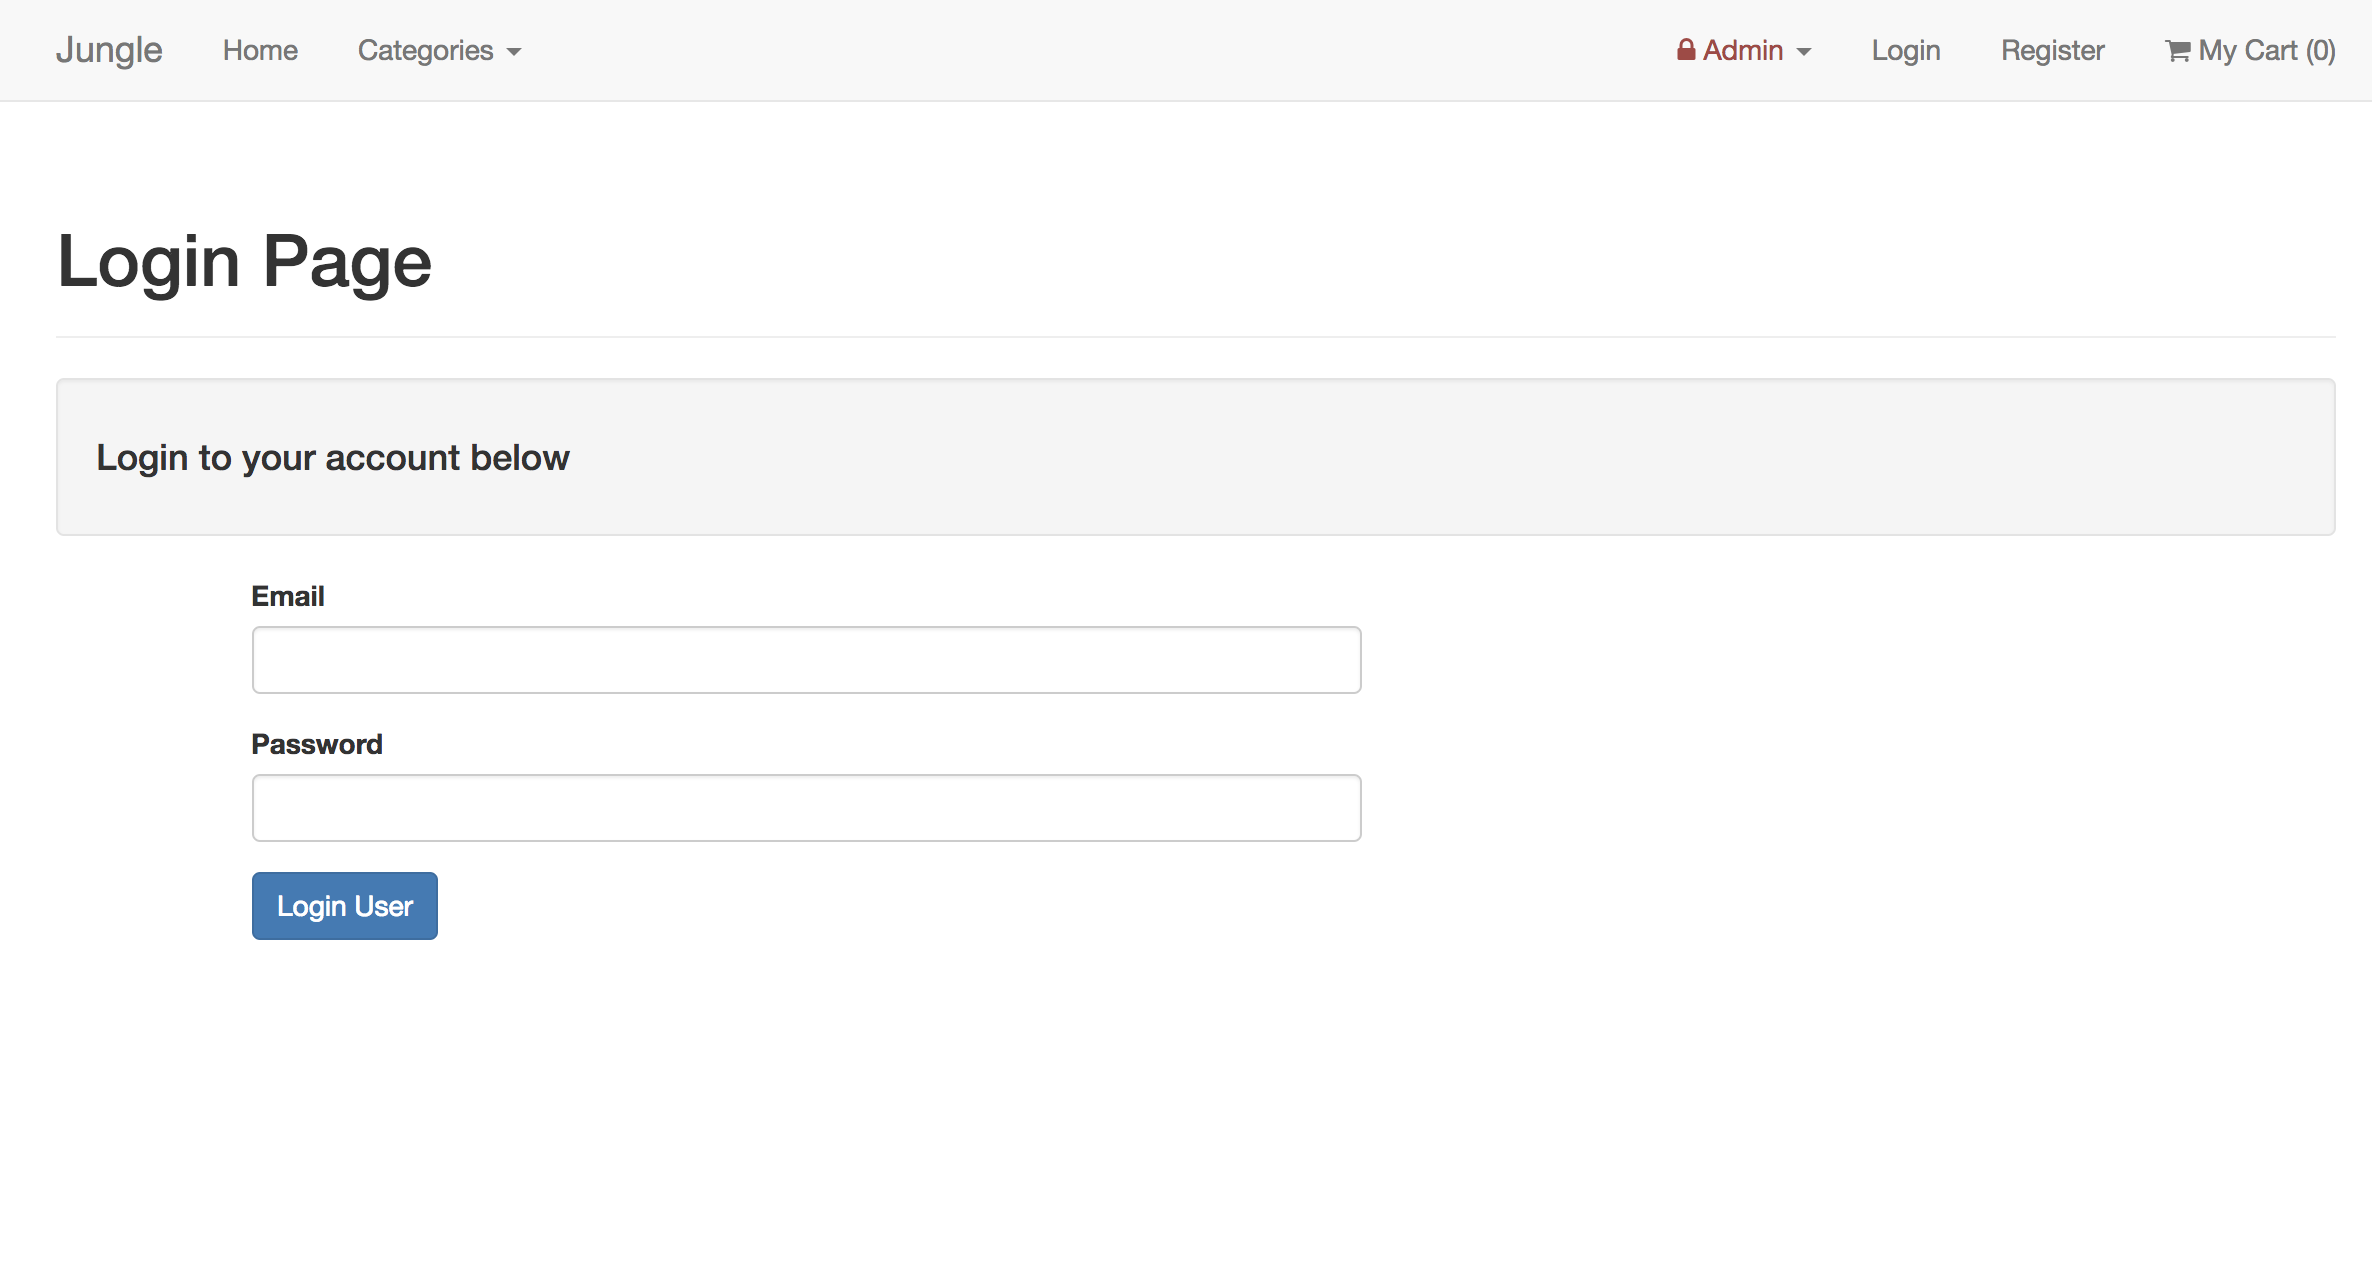 Jungle Home Categories Admin Login Register My Cart (0)
Login Page
Login to your account below
Email
Password
Login User